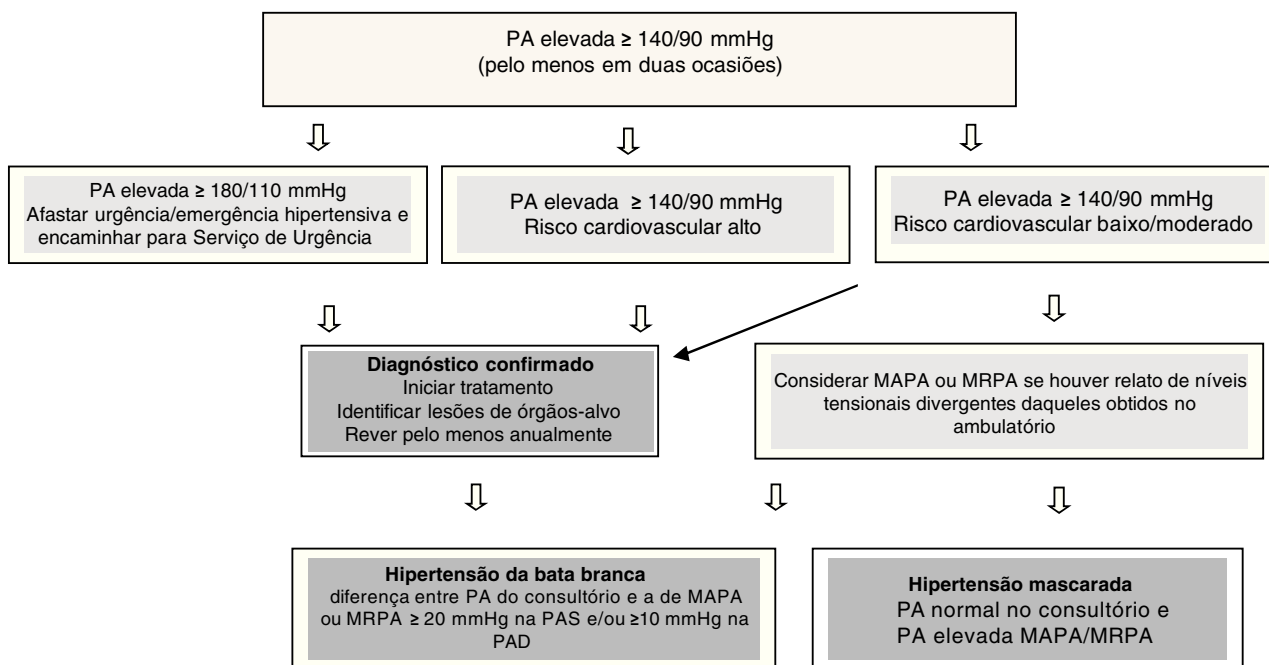 PA elevada ≥ 140/90 mmHg
(pelo menos em duas ocasiões)
PA elevada ≥ 180/110 mmHg
Afastar urgência/emergência hipertensiva e
encaminhar para Serviço de Urgência
PA elevada ≥ 140/90 mmHg
Risco cardiovascular alto
PA elevada ≥ 140/90 mmHg
Risco cardiovascular baixo/moderado
Diagnóstico confirmado
Iniciar tratamento
Identificar lesões de órgãos-alvo
Rever pelo menos anualmente
Considerar MAPA ou MRPA se houver relato de níveis
tensionais divergentes daqueles obtidos no
ambulatório
Hipertensão da bata branca
diferença entre PA do consultório e a de MAPA
ou MRPA ≥ 20 mmHg na PAS e/ou ≥10 mmHg na
PAD
Hipertensão mascarada
PA normal no consultório e
PA elevada MAPA/MRPA